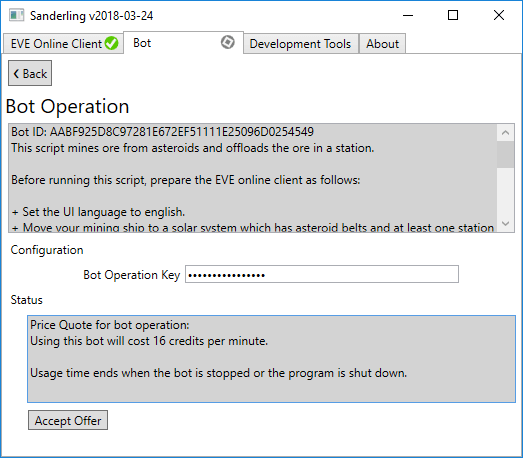 Sanderling v2018-03-24
EVE Online Client
Bot
Development Tools
About
Back
Bot Operation
Bot ID: AABF925D8C97281E672EF51111E25096D0254549
This script mines ore from asteroids and offloads the ore in a station.
Before running this script, prepare the EVE online client as follows:
+ Set the UI language to english.
+ Move your mining ship to a solar system which has asteroid belts and at least one station
Configuration
Bot Operation Key
••••••••••••••••
Status
Price Quote for bot operation:
Using this bot will cost 16 credits per minute.
Usage time ends when the bot is stopped or the program is shut down.
Accept Offer